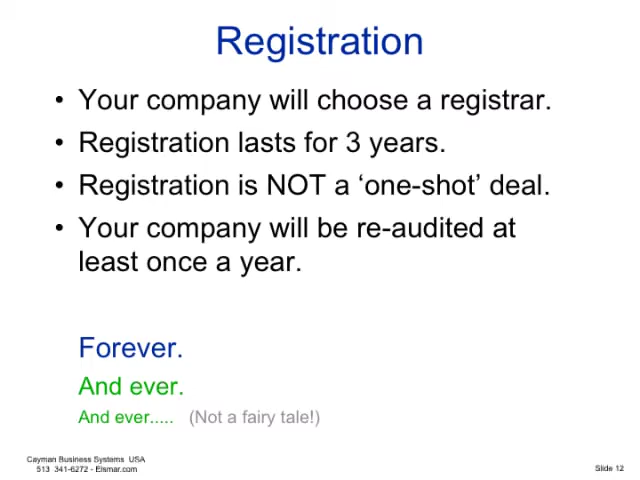 Registration
• Your company will choose a registrar.
• Registration lasts for 3 years.
• Registration is NOT a ‘one-shot’ deal.
• Your company will be re-audited at
least once a year.
Forever.
And ever.
And ever..... (Not a fairy tale!)
Cayman Business Systems USA
513 341-6272 - Elsmar.com
Slide 12